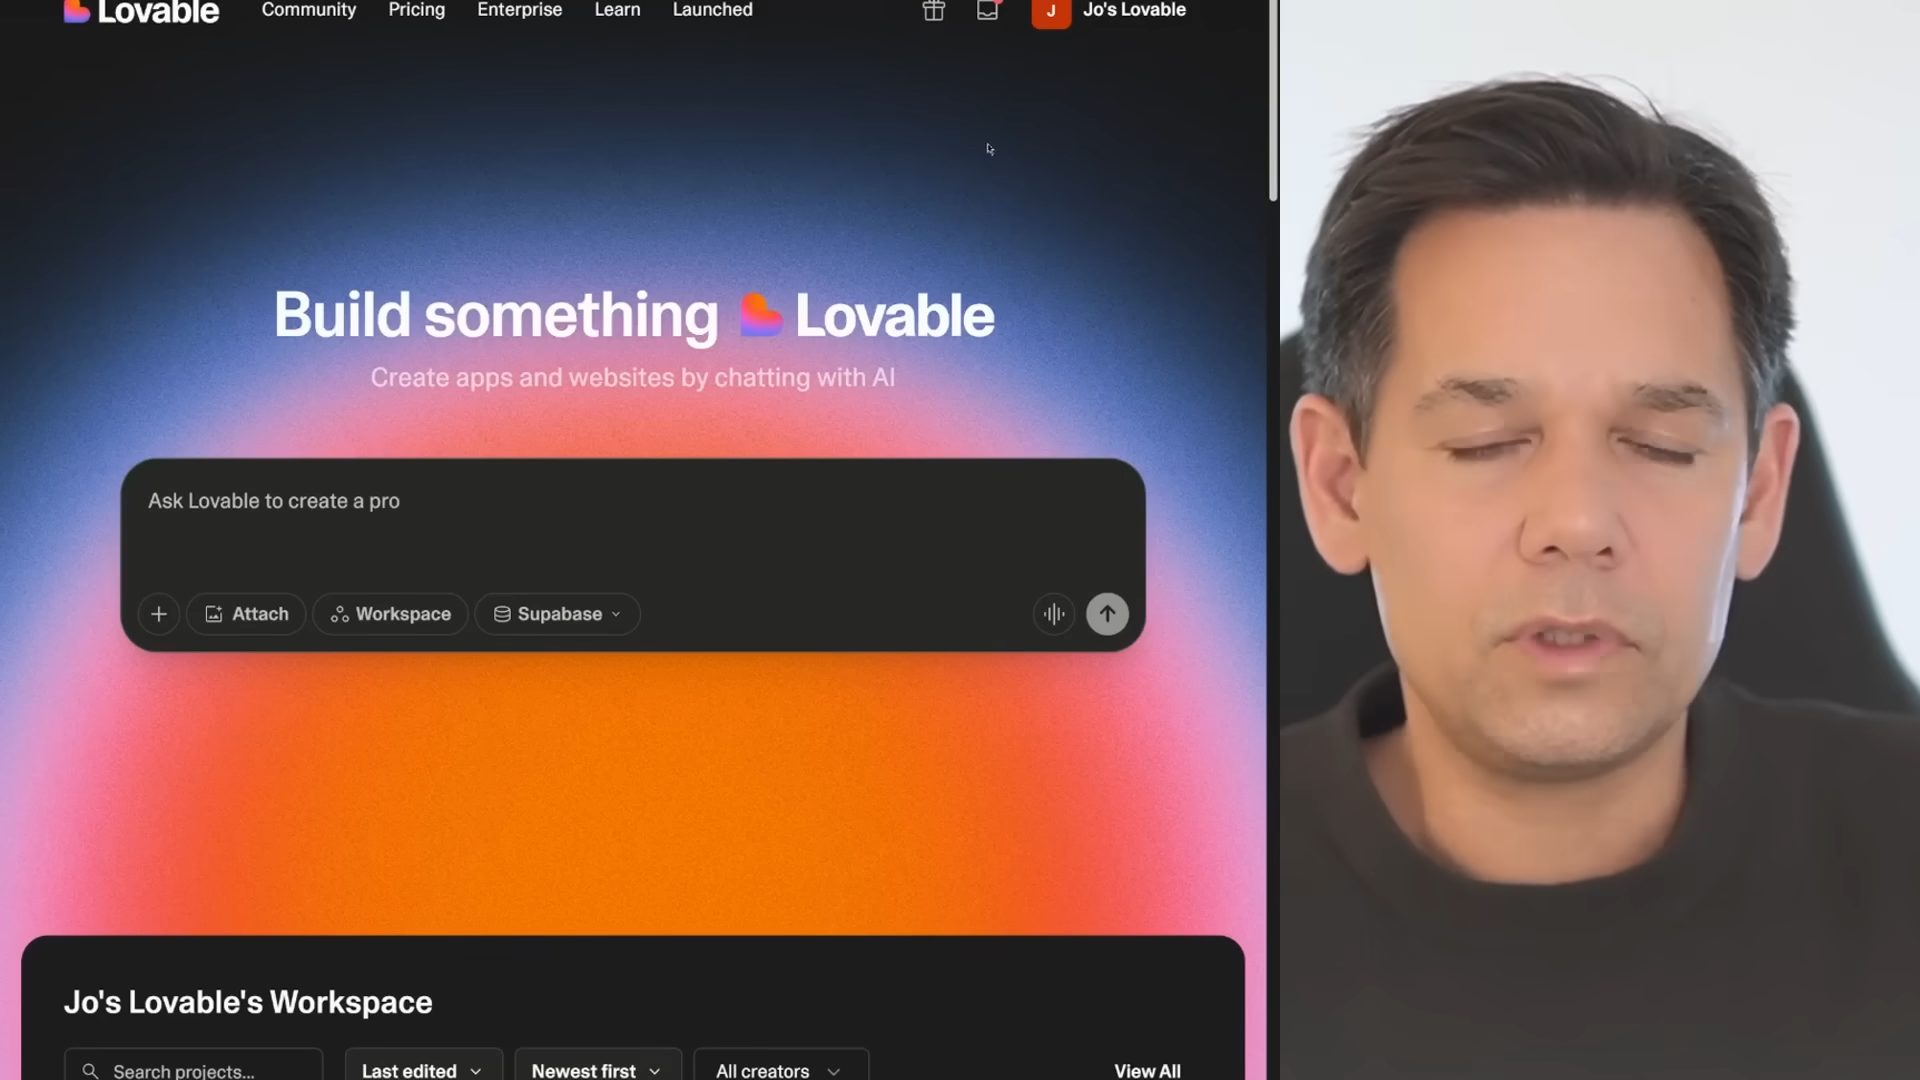 Lovable Community Pricing Enterprise Learn Launched J Jo's Lovable
Build something Lovable
Create apps and websites by chatting with AI
Ask Lovable to create a pro
Attach Workspace Supabase
Jo's Lovable's Workspace
Search projects... Last edited Newest first All creators View All